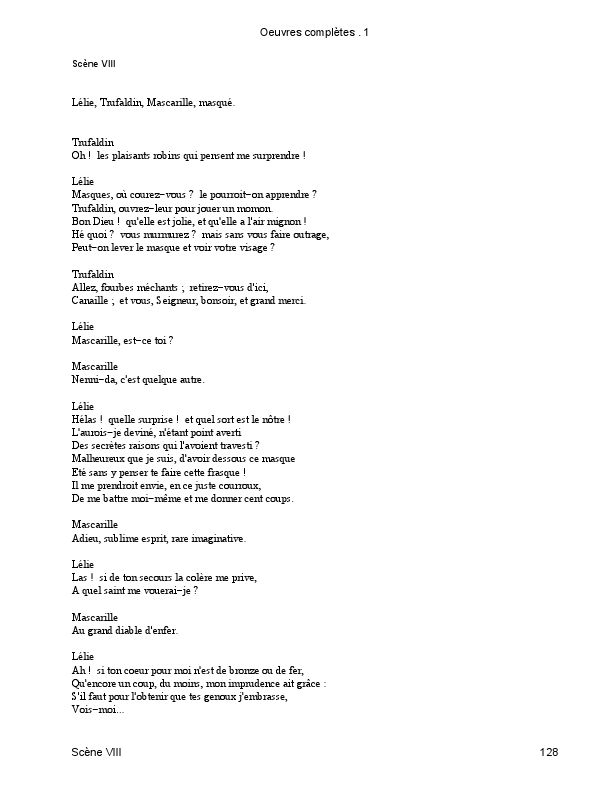 Oeuvres complètes . 1
Scène VIII
Lélie, Trufaldin, Mascarille, masqué.
Trufaldin
Oh ! les plaisants robins qui pensent me surprendre !
Lélie
Masques, où courez-vous ? le pourroit-on apprendre ?
Trufaldin, ouvrez-leur pour jouer un momon.
Bon Dieu ! qu'elle est jolie, et qu'elle a l'air mignon !
Hé quoi ? vous murmurez ? mais sans vous faire outrage,
Peut-on lever le masque et voir votre visage ?
Trufaldin
Allez, fourbes méchants ; retirez-vous d'ici,
Canaille ; et vous, Seigneur, bonsoir, et grand merci.
Lélie
Mascarille, est-ce toi ?
Mascarille
Nenni-da, c'est quelque autre.
Lélie
Hélas ! quelle surprise ! et quel sort est le nôtre !
L'aurois-je deviné, n'étant point averti
Des secrètes raisons qui l'avoient travesti ?
Malheureux que je suis, d'avoir dessous ce masque
Eté sans y penser te faire cette frasque !
Il me prendroit envie, en ce juste courroux,
De me battre moi-même et me donner cent coups.
Mascarille
Adieu, sublime esprit, rare imaginative.
Lélie
Las ! si de ton secours la colère me prive,
A quel saint me vouerai-je ?
Mascarille
Au grand diable d'enfer.
Lélie
Ah ! si ton coeur pour moi n'est de bronze ou de fer,
Qu'encore un coup, du moins, mon imprudence ait grâce :
S'il faut pour l'obtenir que tes genoux j'embrasse,
Vois-moi...
Scène VIII 128